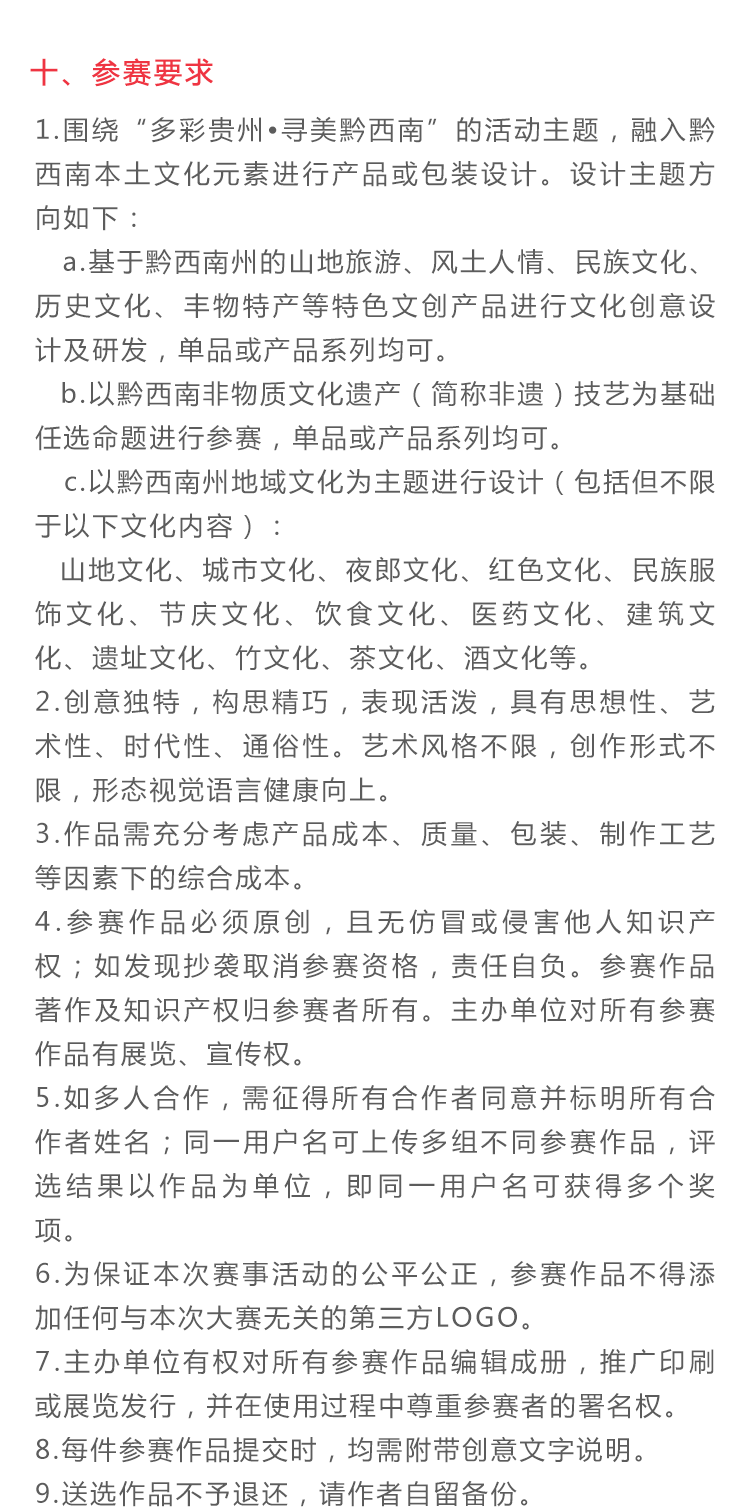 十、参赛要求
1.围绕“多彩贵州•寻美黔西南”的活动主题，融入黔
西南本土文化元素进行产品或包装设计。设计主题方
向如下：
a.基于黔西南州的山地旅游、风土人情、民族文化、
历史文化、丰物特产等特色文创产品进行文化创意设
计及研发，单品或产品系列均可。
b.以黔西南非物质文化遗产（简称非遗）技艺为基础
任选命题进行参赛，单品或产品系列均可。
c.以黔西南州地域文化为主题进行设计（包括但不限
于以下文化内容）：
山地文化、城市文化、夜郎文化、红色文化、民族服
饰文化、节庆文化、饮食文化、医药文化、建筑文
化、遗址文化、竹文化、茶文化、酒文化等。
2.创意独特，构思精巧，表现活泼，具有思想性、艺
术性、时代性、通俗性。艺术风格不限，创作形式不
限，形态视觉语言健康向上。
3.作品需充分考虑产品成本、质量、包装、制作工艺
等因素下的综合成本。
4.参赛作品必须原创，且无仿冒或侵害他人知识产
权；如发现抄袭取消参赛资格，责任自负。参赛作品
著作及知识产权归参赛者所有。主办单位对所有参赛
作品有展览、宣传权。
5.如多人合作，需征得所有合作者同意并标明所有合
作者姓名；同一用户名可上传多组不同参赛作品，评
选结果以作品为单位，即同一用户名可获得多个奖
项。
6.为保证本次赛事活动的公平公正，参赛作品不得添
加任何与本次大赛无关的第三方LOGO。
7.主办单位有权对所有参赛作品编辑成册，推广印刷
或展览发行，并在使用过程中尊重参赛者的署名权。
8.每件参赛作品提交时，均需附带创意文字说明。
9.送选作品不予退还，请作者自留备份。